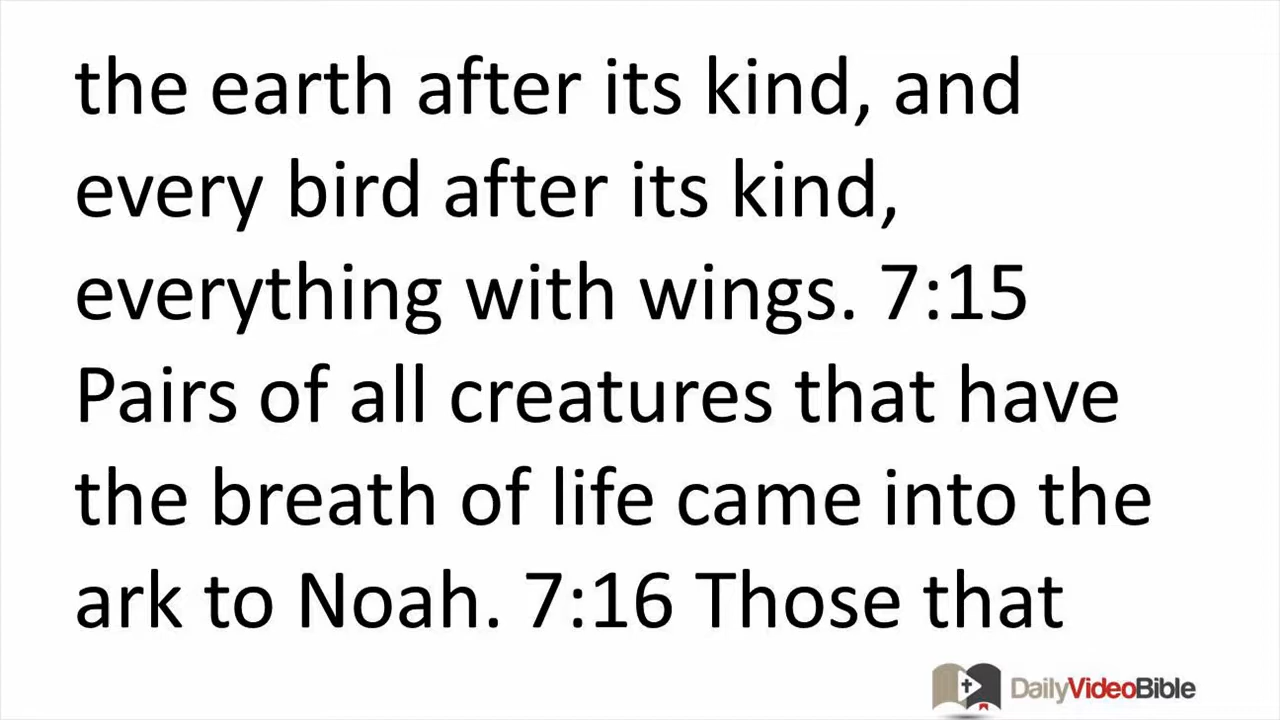 the earth after its kind, and
every bird after its kind,
everything with wings. 7:15
Pairs of all creatures that have
the breath of life came into the
ark to Noah. 7:16 Those that
DailyVideoBible